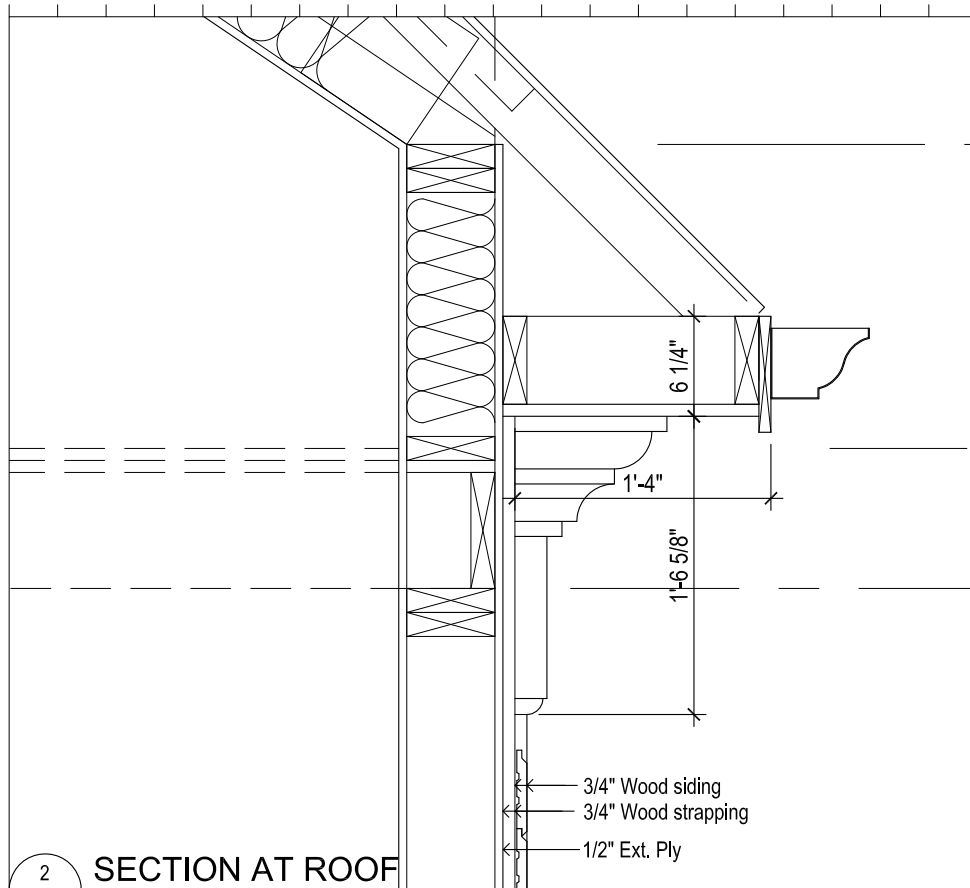 6 1/4"
1'-4"
1'-6 5/8"
3/4" Wood siding
3/4" Wood strapping
1/2" Ext. Ply
2 SECTION AT ROOF